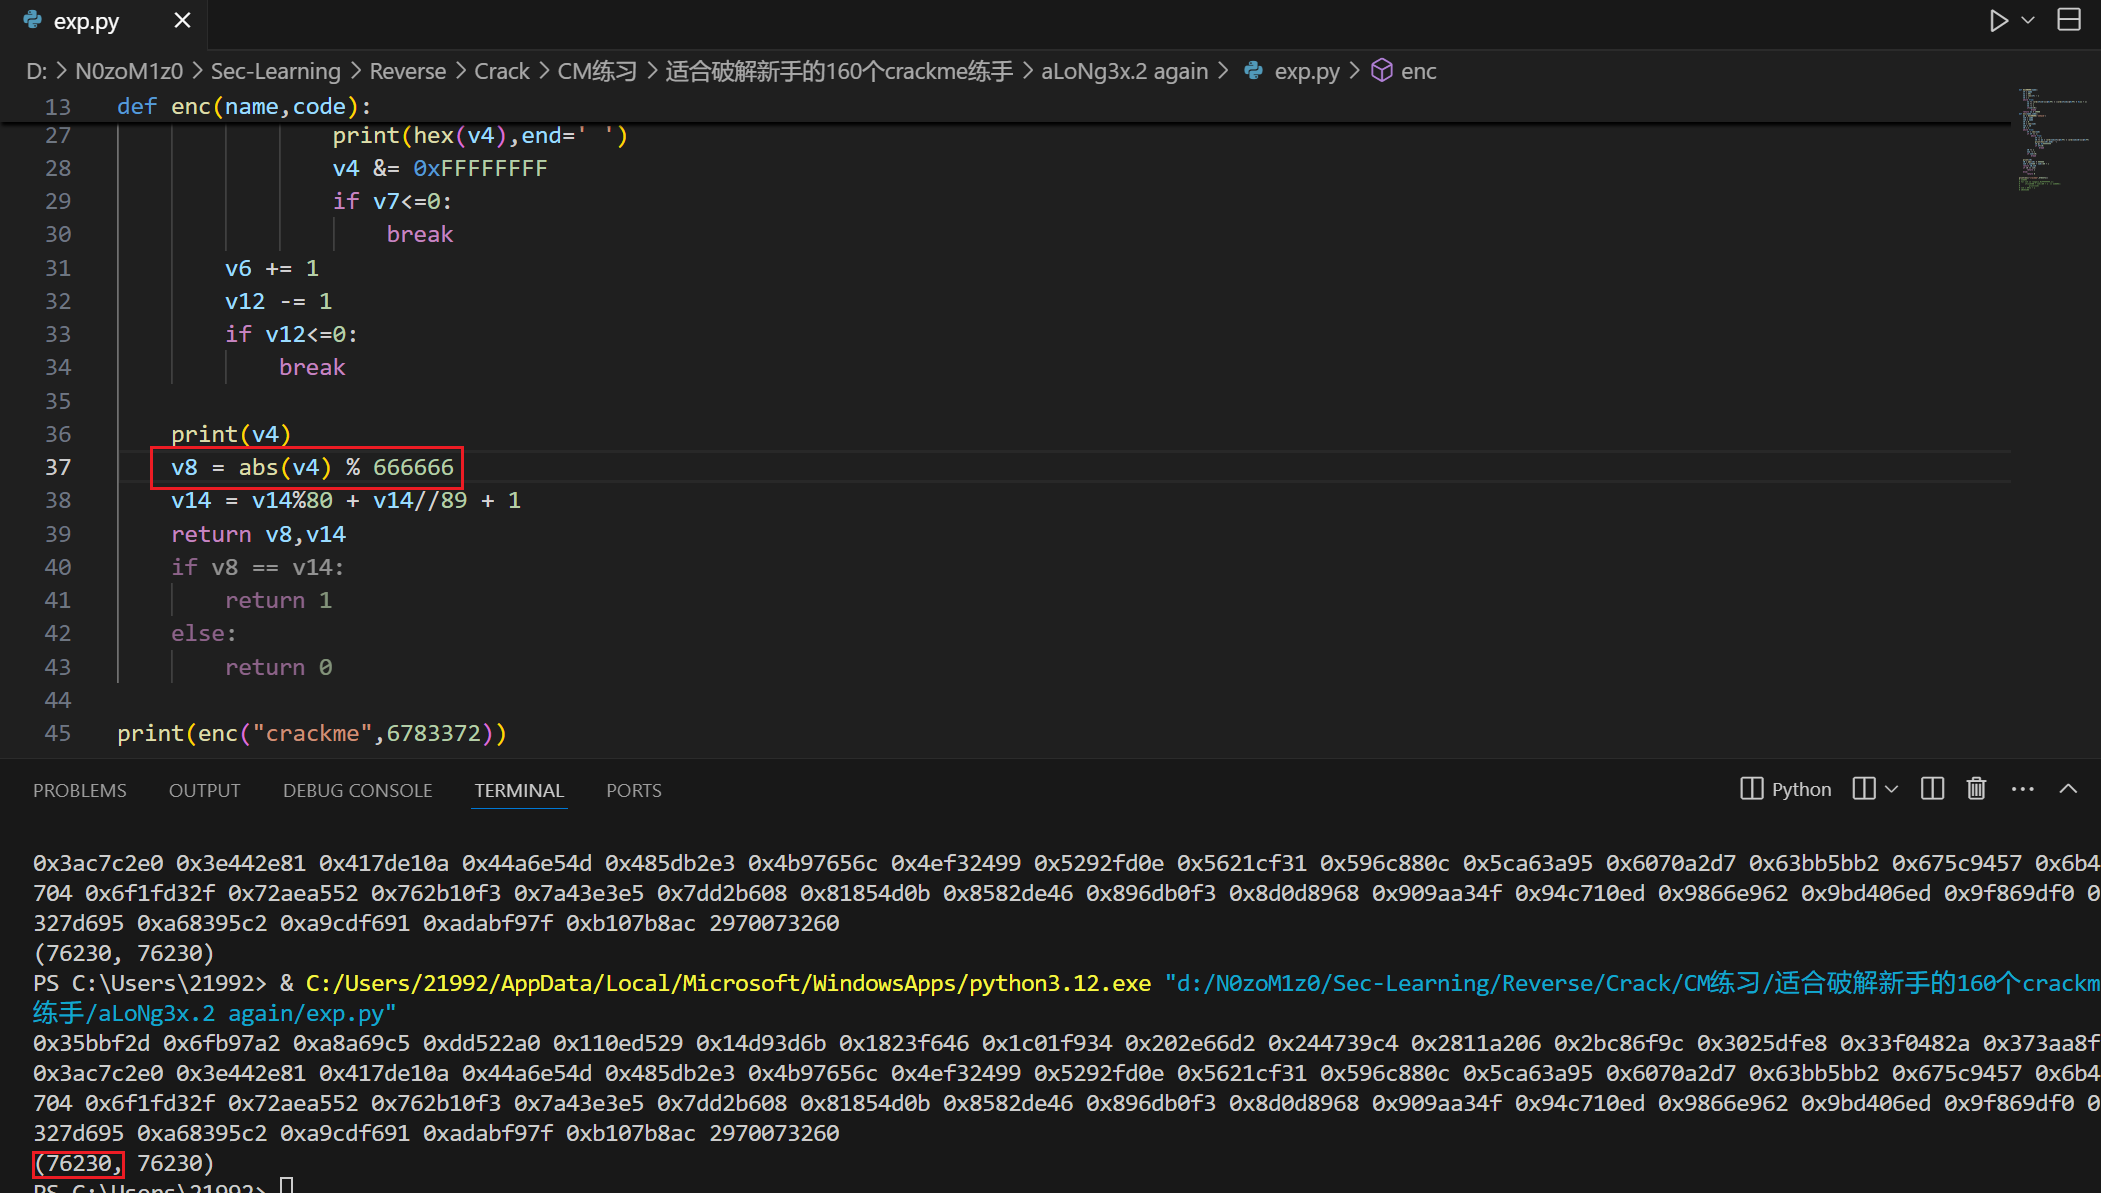 exp.py
D: > N0zoM1z0 > Sec-Learning > Reverse > Crack > CM练习 > 适合破解新手的160个crackme练手 > aLoNg3x.2 again > exp.py > enc
13 def enc(name,code):
27 print(hex(v4),end=' ')
28 v4 &= 0xFFFFFFFF
29 if v7<=0:
30 break
31 v6 += 1
32 v12 -= 1
33 if v12<=0:
34 break
35
36 print(v4)
37 v8 = abs(v4) % 666666
38 v14 = v14%80 + v14//89 + 1
39 return v8,v14
40 if v8 == v14:
41 return 1
42 else:
43 return 0
44
45 print(enc("crackme",6783372))
PROBLEMS OUTPUT DEBUG CONSOLE TERMINAL PORTS Python
0x3ac7c2e0 0x3e442e81 0x417de10a 0x44a6e54d 0x485db2e3 0x4b97656c 0x4ef32499 0x5292fd0e 0x5621cf31 0x596c880c 0x5ca63a95 0x6070a2d7 0x63bb5bb2 0x675c9457 0x6b4
704 0x6f1fd32f 0x72aea552 0x762b10f3 0x7a43e3e5 0x7dd2b608 0x81854d0b 0x8582de46 0x896db0f3 0x8d0d8968 0x909aa34f 0x94c710ed 0x9866e962 0x9bd406ed 0x9f869df0 0
327d695 0xa68395c2 0xa9cdf691 0xadabf97f 0xb107b8ac 2970073260
(76230, 76230)
PS C:\Users\21992> & C:/Users/21992/AppData/Local/Microsoft/WindowsApps/python3.12.exe "d:/N0zoM1z0/Sec-Learning/Reverse/Crack/CM练习/适合破解新手的160个crackm
练手/aLoNg3x.2 again/exp.py"
0x35bbf2d 0x6fb97a2 0xa8a69c5 0xdd522a0 0x110ed529 0x14d93d6b 0x1823f646 0x1c01f934 0x202e66d2 0x244739c4 0x2811a206 0x2bc86f9c 0x3025dfe8 0x33f0482a 0x373aa8f
0x3ac7c2e0 0x3e442e81 0x417de10a 0x44a6e54d 0x485db2e3 0x4b97656c 0x4ef32499 0x5292fd0e 0x5621cf31 0x596c880c 0x5ca63a95 0x6070a2d7 0x63bb5bb2 0x675c9457 0x6b4
704 0x6f1fd32f 0x72aea552 0x762b10f3 0x7a43e3e5 0x7dd2b608 0x81854d0b 0x8582de46 0x896db0f3 0x8d0d8968 0x909aa34f 0x94c710ed 0x9866e962 0x9bd406ed 0x9f869df0 0
327d695 0xa68395c2 0xa9cdf691 0xadabf97f 0xb107b8ac 2970073260
(76230, 76230)
PS C:\Users\21992>